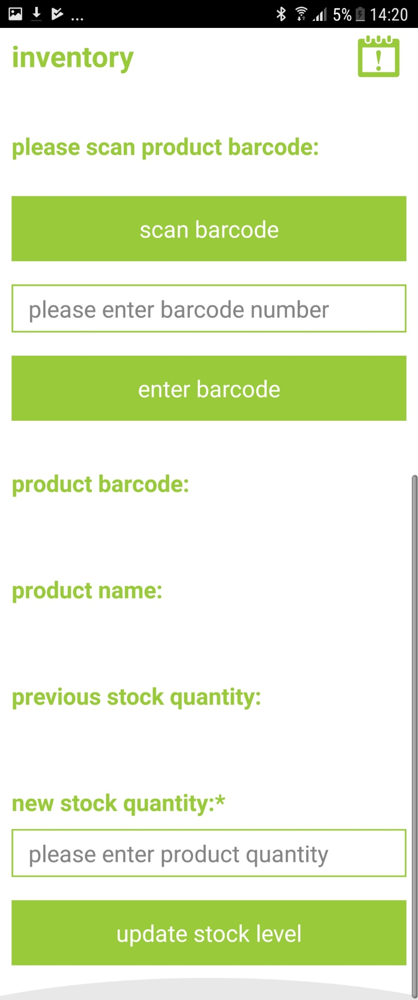 ... 5% 14:20
inventory
!
please scan product barcode:
scan barcode
please enter barcode number
enter barcode
product barcode:
product name:
previous stock quantity:
new stock quantity:*
please enter product quantity
update stock level